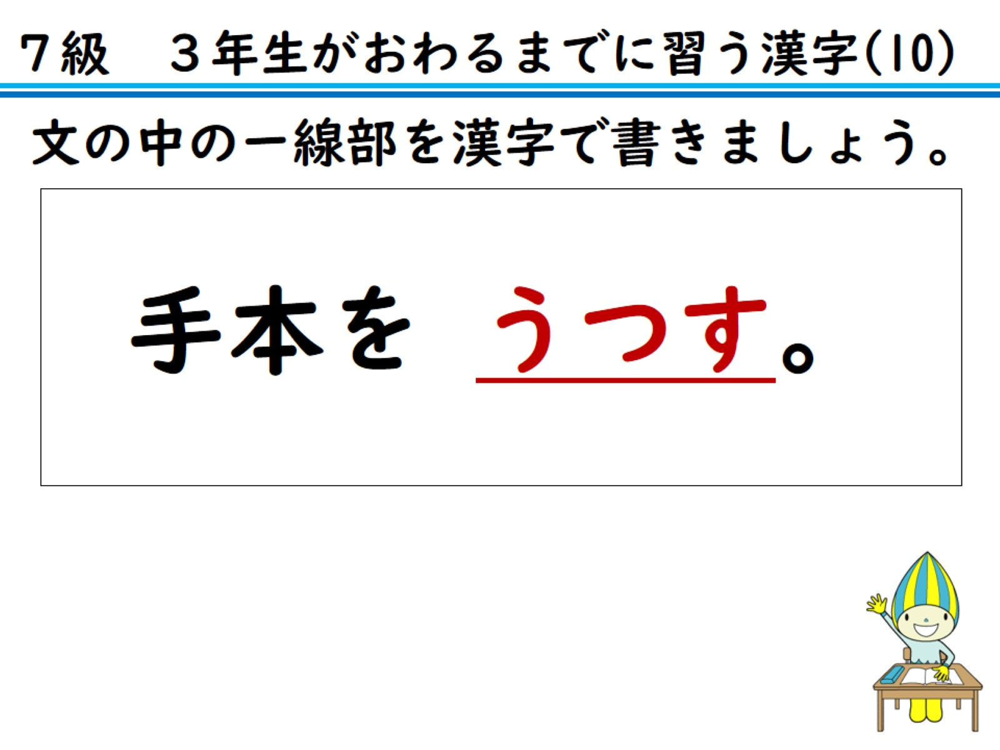 ７級　３年生がおわるまでに習う漢字(10)
文の中の一線部を漢字で書きましょう。
手本を　うつす。